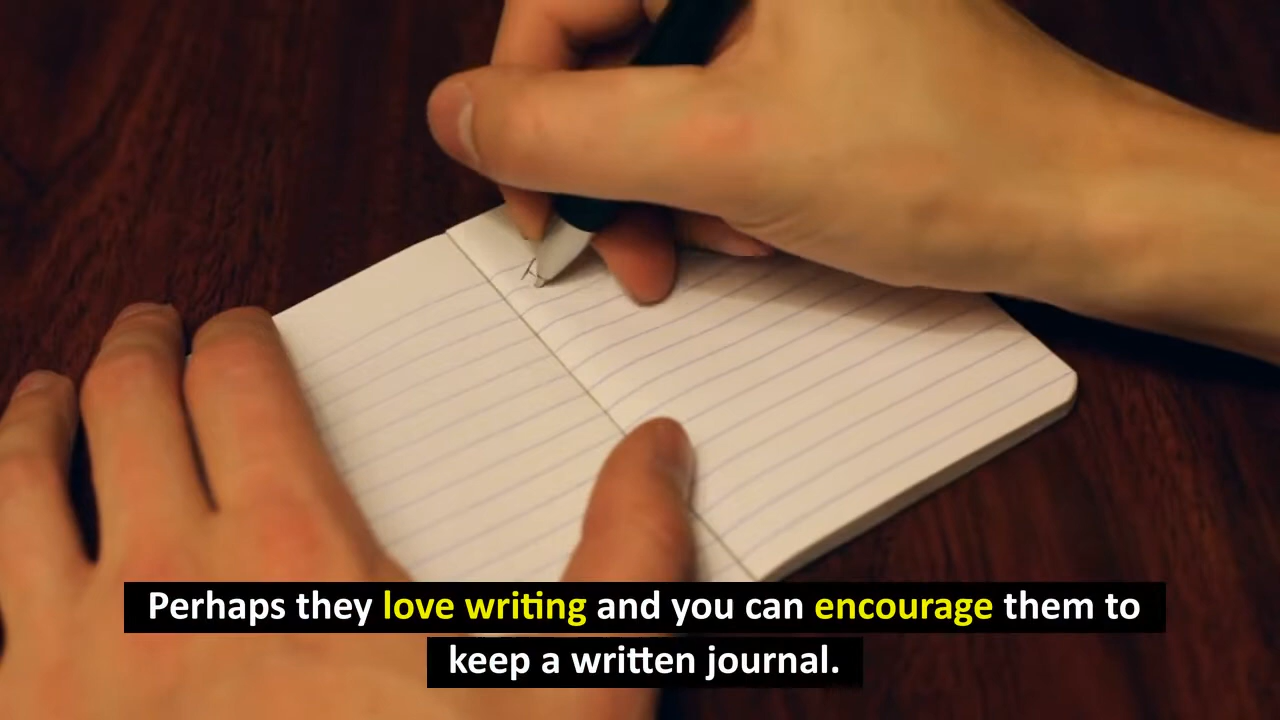 A
Perhaps they love writing and you can encourage them to
keep a written journal.